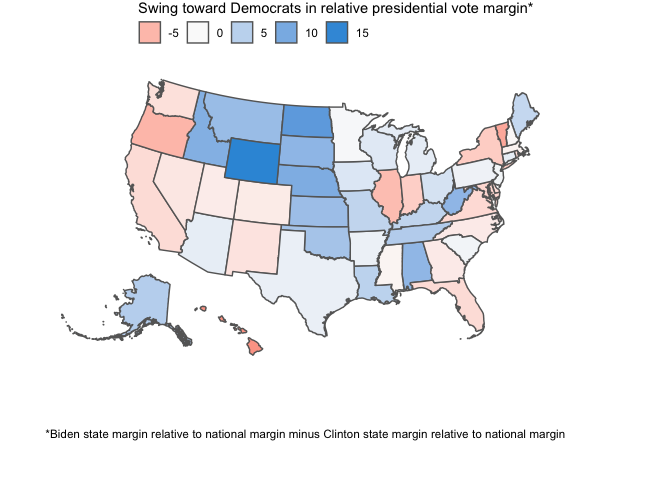 Swing toward Democrats in relative presidential vote margin*
-5 0 5 10 15
*Biden state margin relative to national margin minus Clinton state margin relative to national margin